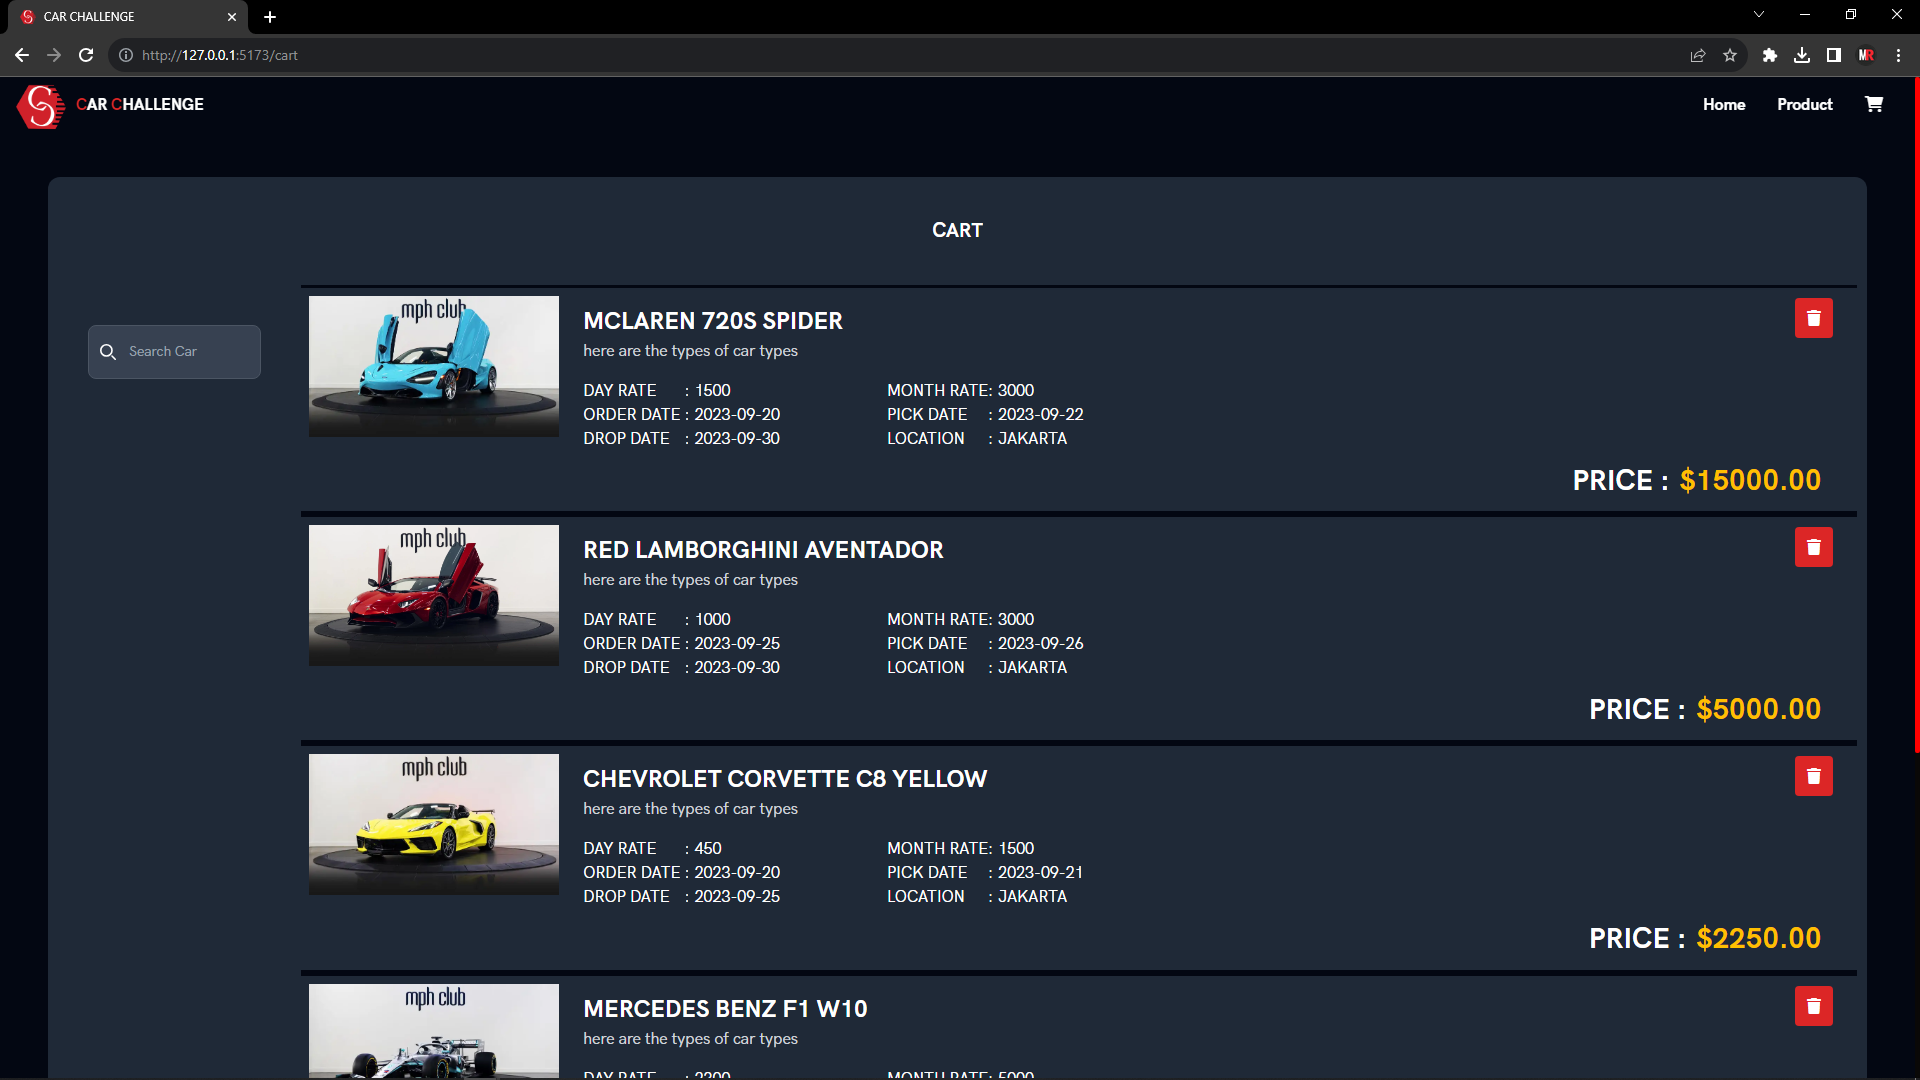 CAR CHALLENGE
http://127.0.0.1:5173/cart
MR
S CAR CHALLENGE
Home Product
CART
Search Car
mph club
MCLAREN 720S SPIDER
here are the types of car types
DAY RATE : 1500 MONTH RATE: 3000
ORDER DATE : 2023-09-20 PICK DATE : 2023-09-22
DROP DATE : 2023-09-30 LOCATION : JAKARTA
PRICE : $15000.00
mph club
RED LAMBORGHINI AVENTADOR
here are the types of car types
DAY RATE : 1000 MONTH RATE: 3000
ORDER DATE : 2023-09-25 PICK DATE : 2023-09-26
DROP DATE : 2023-09-30 LOCATION : JAKARTA
PRICE : $5000.00
mph club
CHEVROLET CORVETTE C8 YELLOW
here are the types of car types
DAY RATE : 450 MONTH RATE: 1500
ORDER DATE : 2023-09-20 PICK DATE : 2023-09-21
DROP DATE : 2023-09-25 LOCATION : JAKARTA
PRICE : $2250.00
mph club
MERCEDES BENZ F1 W10
here are the types of car types
DAY RATE : 2300 MONTH RATE: 5000